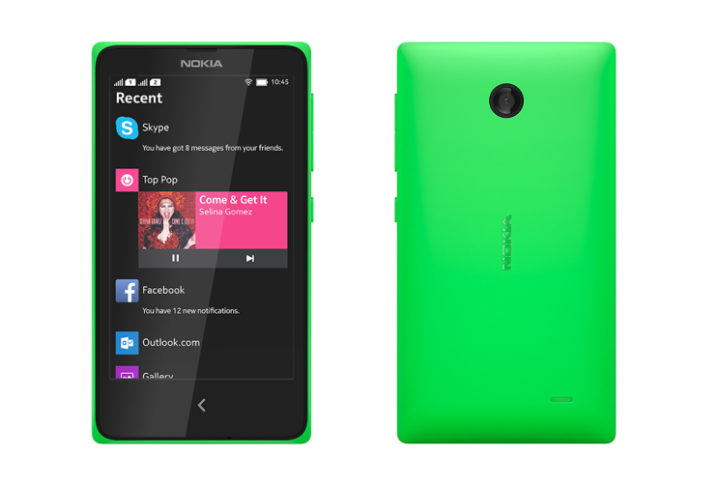 NOKIA
1 2 10:45
Recent
Skype
You have got 8 messages from your friends.
Top Pop
Come & Get It
Selina Gomez
Facebook
You have 12 new notifications.
Outlook.com
Gallery
NOKIA